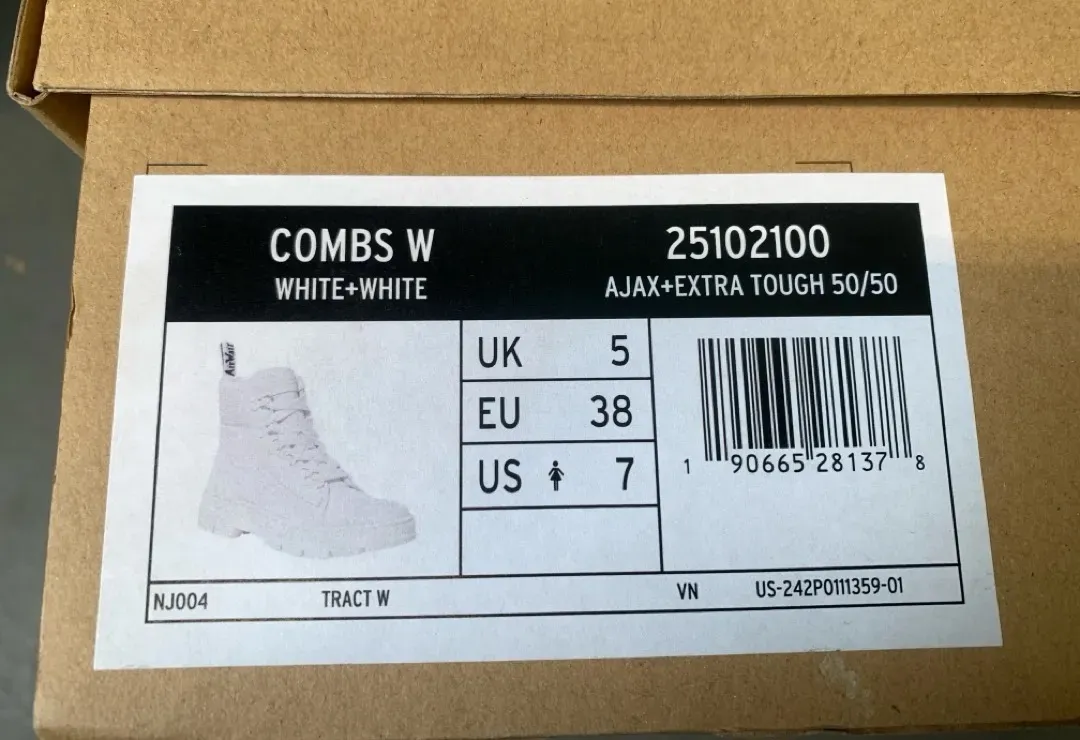 COMBS W
WHITE+WHITE
25102100
AJAX+EXTRA TOUGH 50/50
AirWair
UK 5
EU 38
US 7
1 90665 28137 8
NJ004 TRACT W VN US-242P0111359-01